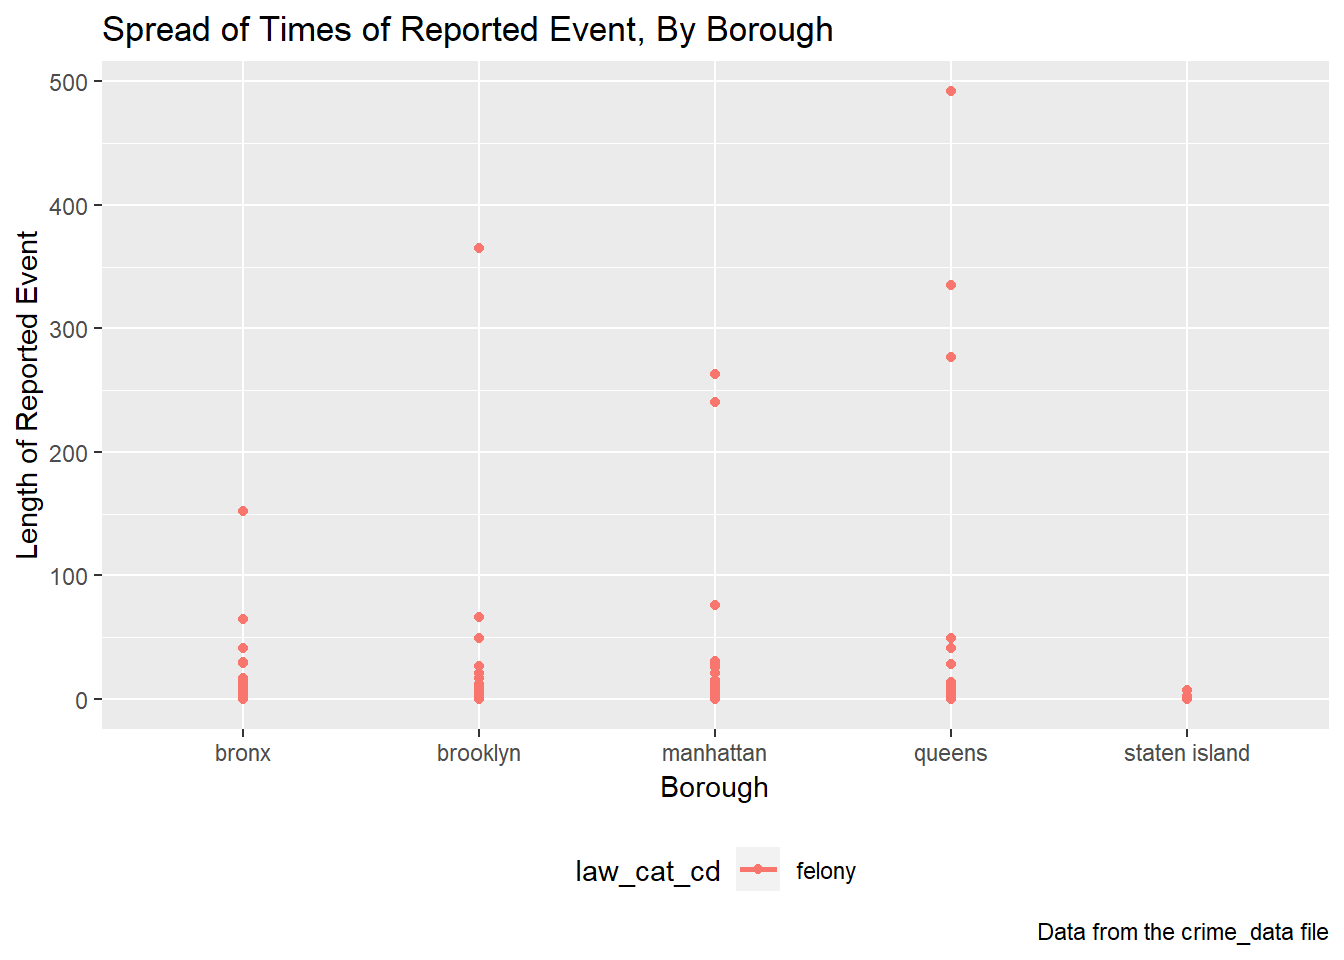 Spread of Times of Reported Event, By Borough
500
400
300
200
100
0
Length of Reported Event
bronx brooklyn manhattan queens staten island
Borough
law_cat_cd felony
Data from the crime_data file